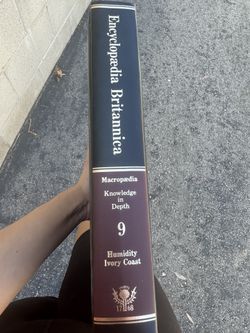 Encyclopædia Britannica
Macropædia
Knowledge
in
Depth
9
Humidity
Ivory Coast
1768